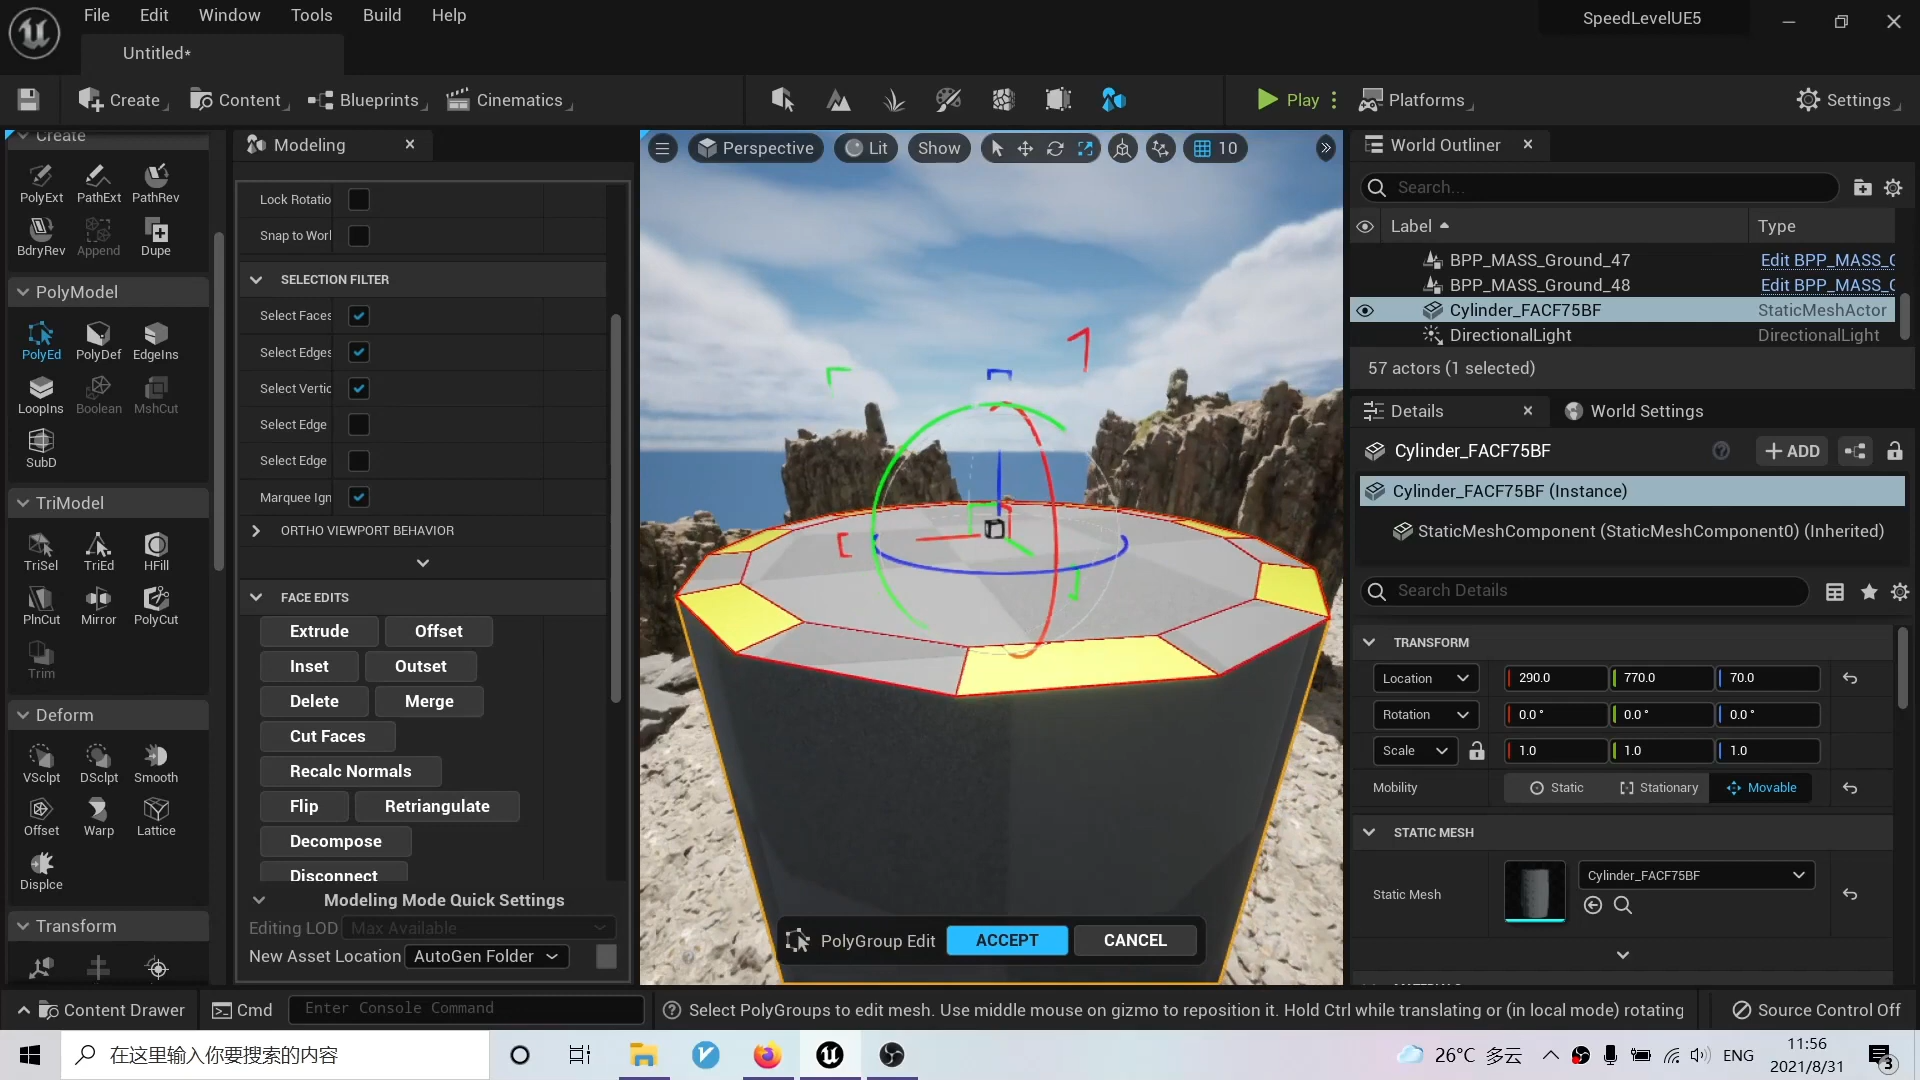 File Edit Window Tools Build Help
SpeedLevelUE5
Untitled*
Create Content Blueprints Cinematics
Play Platforms Settings
Create
PolyExt PathExt PathRev
BdryRev Append Dupe
PolyModel
PolyEd PolyDef EdgeIns
LoopIns Boolean MshCut
SubD
TriModel
TriSel TriEd HFill
PlnCut Mirror PolyCut
Trim
Deform
VSclpt DSclpt Smooth
Offset Warp Lattice
Displce
Transform
Modeling
Lock Rotatio
Snap to Worl
SELECTION FILTER
Select Faces
Select Edges
Select Vertic
Select Edge
Select Edge
Marquee Ign
ORTHO VIEWPORT BEHAVIOR
FACE EDITS
Extrude Offset
Inset Outset
Delete Merge
Cut Faces
Recalc Normals
Flip Retriangulate
Decompose
Disconnect
Modeling Mode Quick Settings
Editing LOD Max Available
New Asset Location AutoGen Folder
Perspective Lit Show 10
PolyGroup Edit ACCEPT CANCEL
World Outliner
Search...
Label Type
BPP_MASS_Ground_47 Edit BPP_MASS_G
BPP_MASS_Ground_48 Edit BPP_MASS_G
Cylinder_FACF75BF StaticMeshActor
DirectionalLight DirectionalLight
57 actors (1 selected)
Details World Settings
Cylinder_FACF75BF ADD
Cylinder_FACF75BF (Instance)
StaticMeshComponent (StaticMeshComponent0) (Inherited)
Search Details
TRANSFORM
Location 290.0 770.0 70.0
Rotation 0.0 ° 0.0 ° 0.0 °
Scale 1.0 1.0 1.0
Mobility Static Stationary Movable
STATIC MESH
Static Mesh Cylinder_FACF75BF
Content Drawer Cmd Enter Console Command
Select PolyGroups to edit mesh. Use middle mouse on gizmo to reposition it. Hold Ctrl while translating or (in local mode) rotating
Source Control Off
在这里输入你要搜索的内容
26°C 多云 ENG
11:56
2021/8/31
3